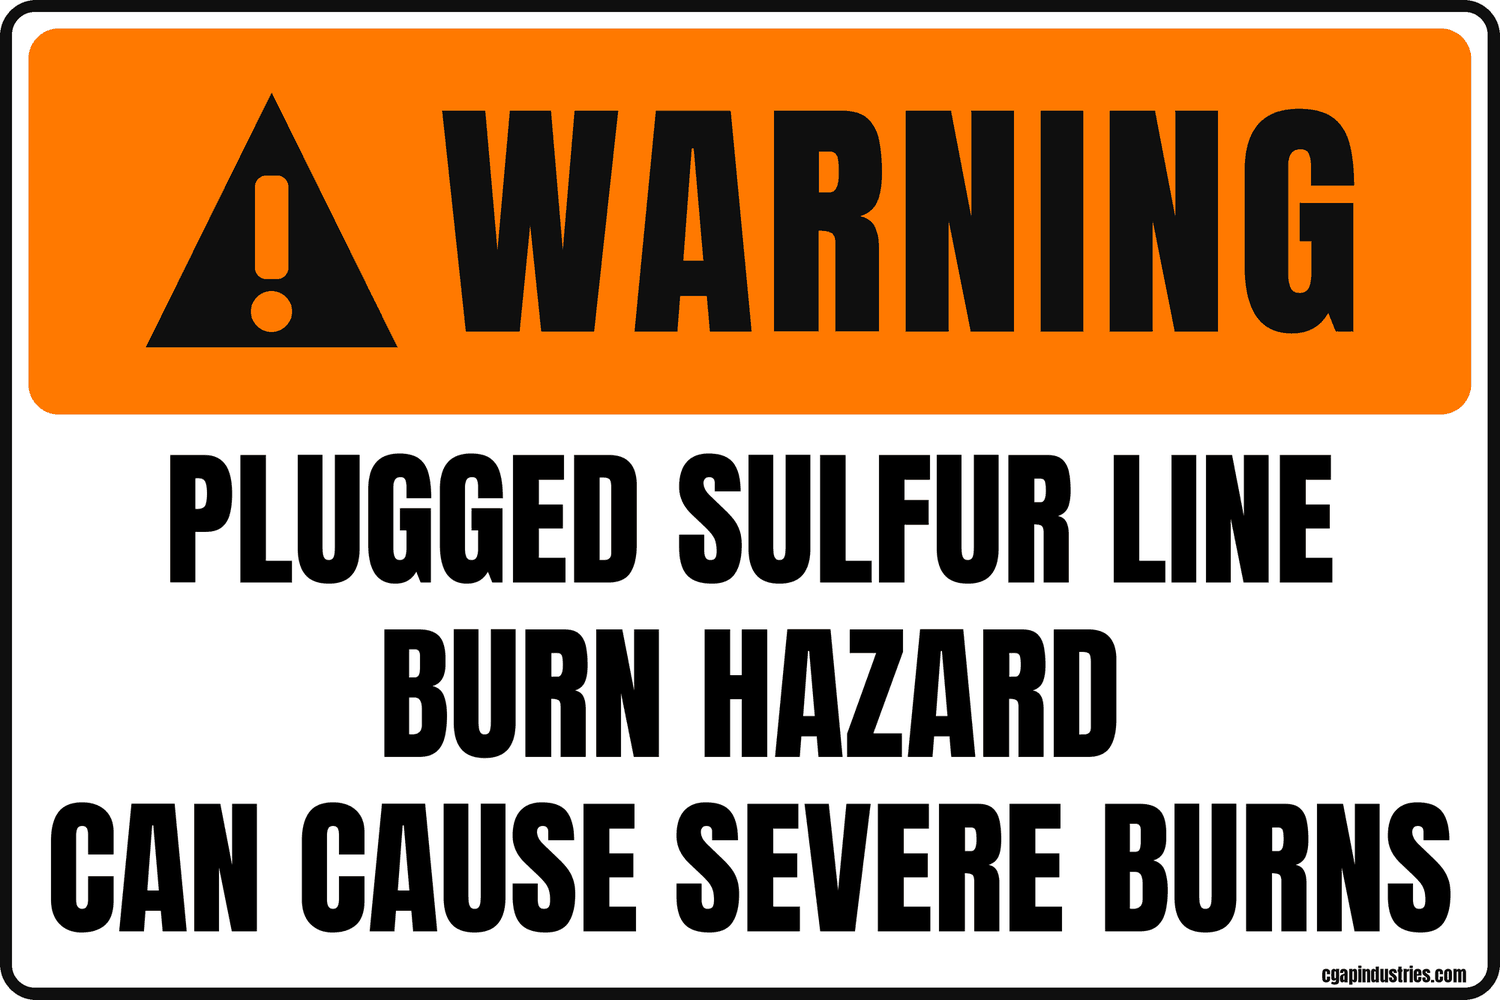 WARNING
PLUGGED SULFUR LINE
BURN HAZARD
CAN CAUSE SEVERE BURNS
cgapindustries.com